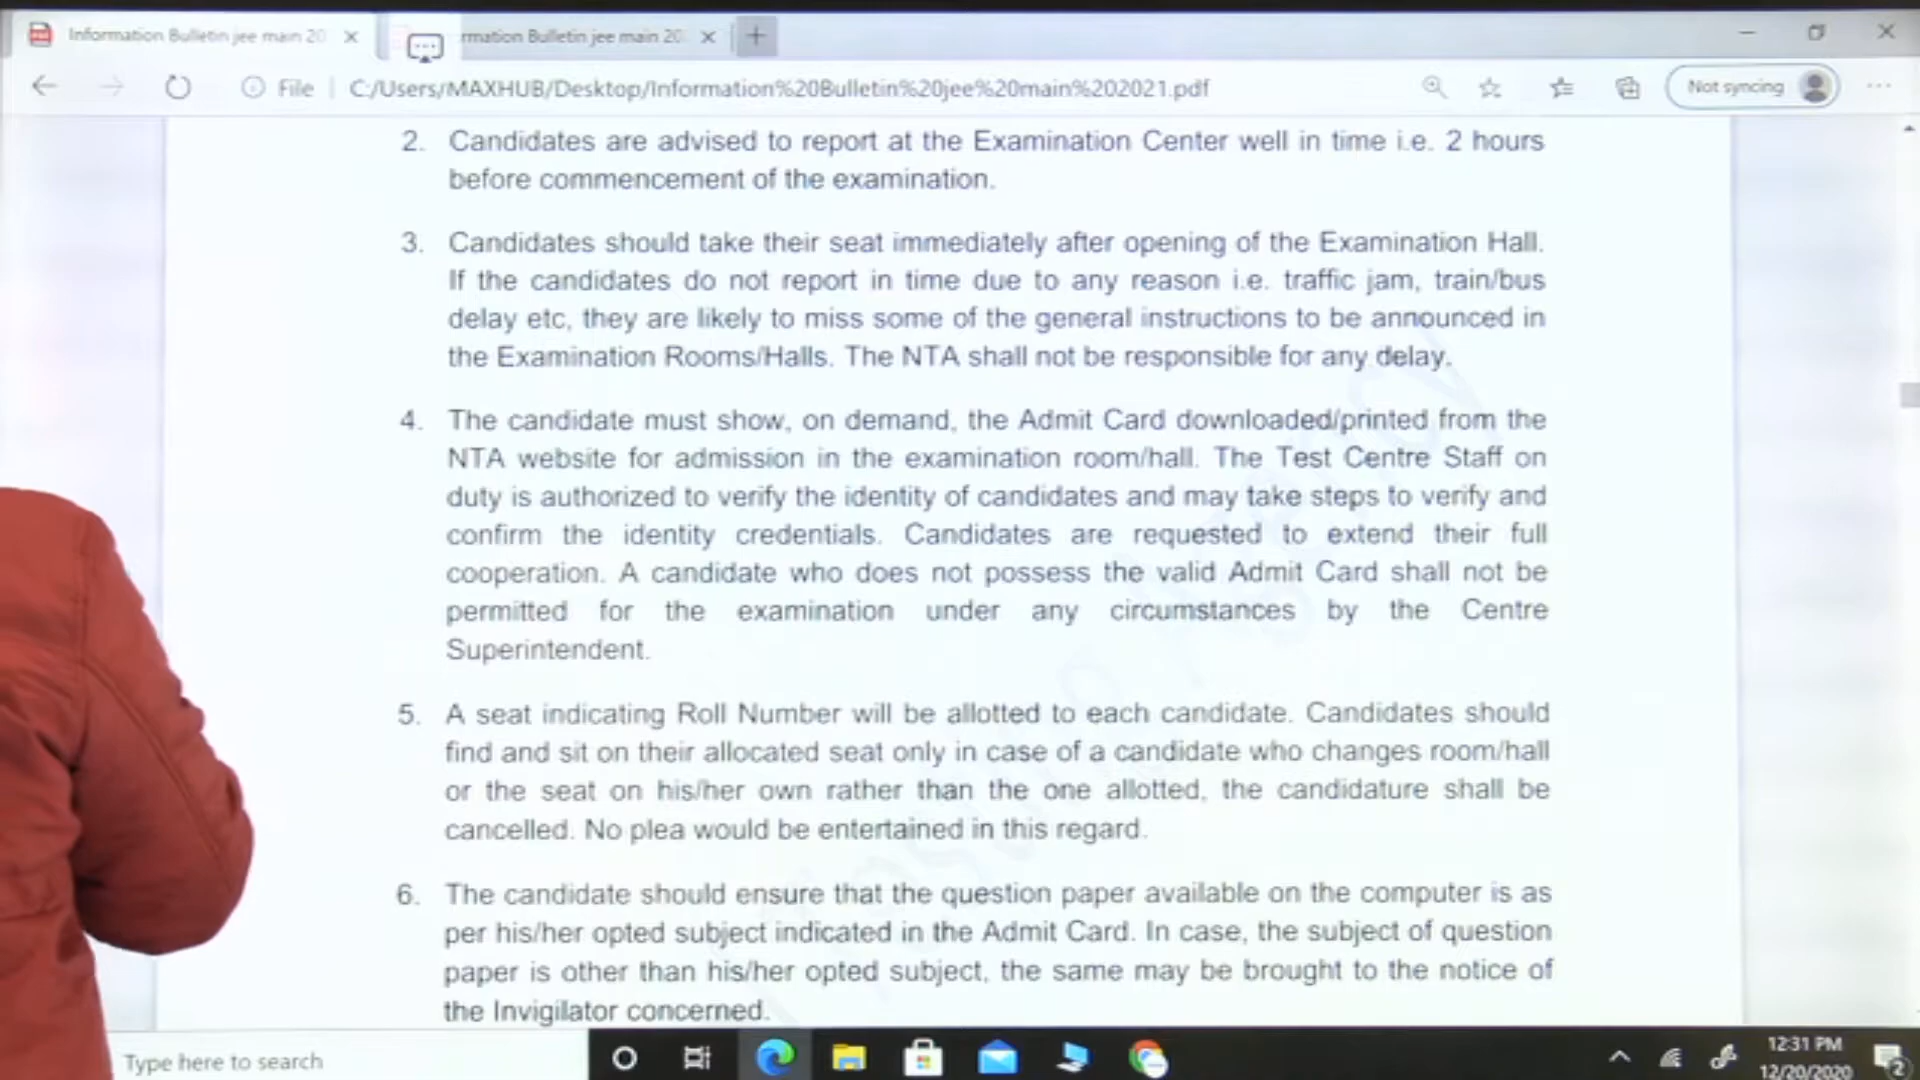 Information Bulletin jee main 20
rmation Bulletin jee main 20
File
C:/Users/MAXHUB/Desktop/Information%20Bulletin%20jee%20main%202021.pdf
Not syncing
2. Candidates are advised to report at the Examination Center well in time i.e. 2 hours
before commencement of the examination.
3. Candidates should take their seat immediately after opening of the Examination Hall.
If the candidates do not report in time due to any reason i.e. traffic jam, train/bus
delay etc, they are likely to miss some of the general instructions to be announced in
the Examination Rooms/Halls. The NTA shall not be responsible for any delay.
4. The candidate must show, on demand, the Admit Card downloaded/printed from the
NTA website for admission in the examination room/hall. The Test Centre Staff on
duty is authorized to verify the identity of candidates and may take steps to verify and
confirm the identity credentials. Candidates are requested to extend their full
cooperation. A candidate who does not possess the valid Admit Card shall not be
permitted for the examination under any circumstances by the Centre
Superintendent.
5. A seat indicating Roll Number will be allotted to each candidate. Candidates should
find and sit on their allocated seat only in case of a candidate who changes room/hall
or the seat on his/her own rather than the one allotted, the candidature shall be
cancelled. No plea would be entertained in this regard.
6. The candidate should ensure that the question paper available on the computer is as
per his/her opted subject indicated in the Admit Card. In case, the subject of question
paper is other than his/her opted subject, the same may be brought to the notice of
the Invigilator concerned.
Type here to search
12:31 PM
12/20/2020
2